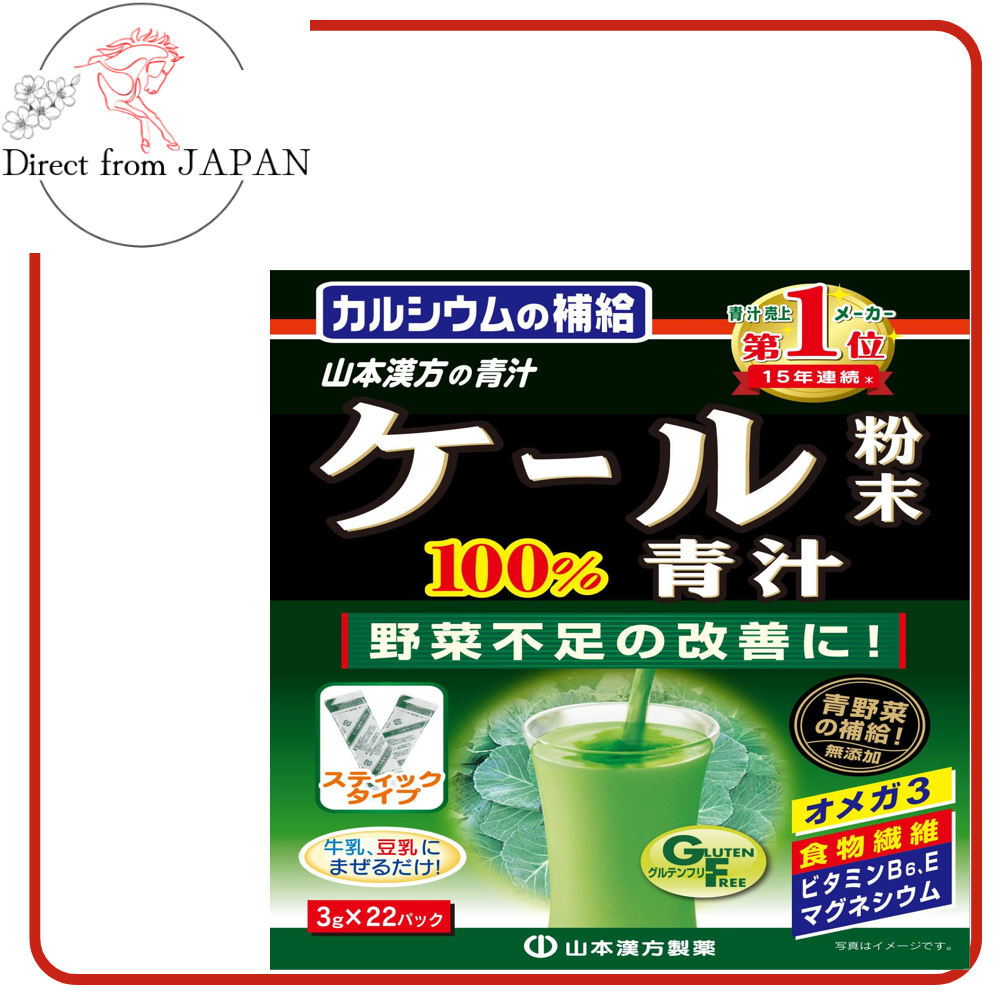 Direct from JAPAN
カルシウムの補給
青汁売上 メーカー
第1位
15年連続※
山本漢方の青汁
ケール粉末
100% 青汁
野菜不足の改善に!
スティック
タイプ
青野菜
の補給!
無添加
牛乳、豆乳に
まぜるだけ!
GLUTEN
グルテンフリー
FREE
オメガ3
食物繊維
ビタミンB6、E
マグネシウム
3g×22パック
山本漢方製薬
写真はイメージです。